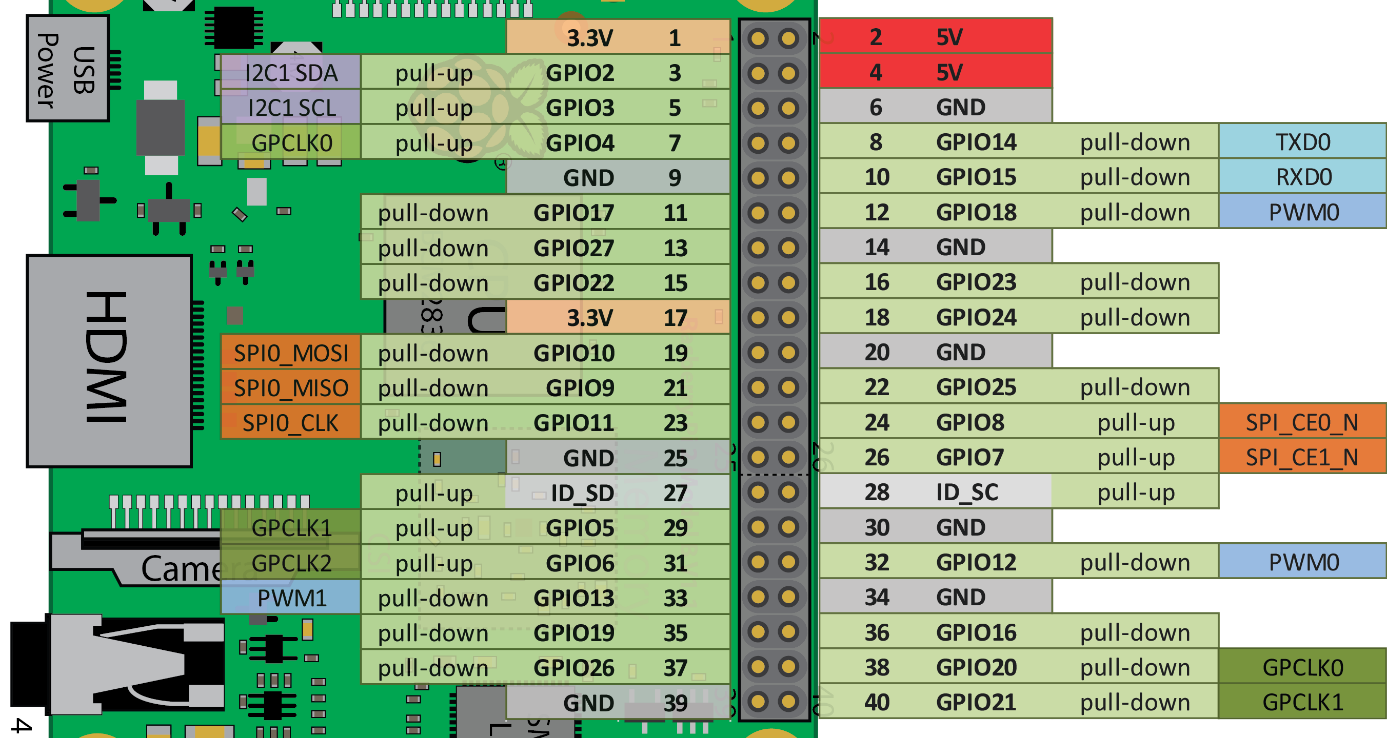 USB Power
3.3V 1 2 5V
I2C1 SDA pull-up GPIO2 3 4 5V
I2C1 SCL pull-up GPIO3 5 6 GND
GPCLK0 pull-up GPIO4 7 8 GPIO14 pull-down TXD0
GND 9 10 GPIO15 pull-down RXD0
pull-down GPIO17 11 12 GPIO18 pull-down PWM0
pull-down GPIO27 13 14 GND
pull-down GPIO22 15 16 GPIO23 pull-down
3.3V 17 18 GPIO24 pull-down
HDMI
SPI0_MOSI pull-down GPIO10 19 20 GND
SPI0_MISO pull-down GPIO9 21 22 GPIO25 pull-down
SPI0_CLK pull-down GPIO11 23 24 GPIO8 pull-up SPI_CE0_N
GND 25 26 GPIO7 pull-up SPI_CE1_N
pull-up ID_SD 27 28 ID_SC pull-up
GPCLK1 pull-up GPIO5 29 30 GND
Camera
GPCLK2 pull-up GPIO6 31 32 GPIO12 pull-down PWM0
PWM1 pull-down GPIO13 33 34 GND
pull-down GPIO19 35 36 GPIO16 pull-down
pull-down GPIO26 37 38 GPIO20 pull-down GPCLK0
GND 39 40 GPIO21 pull-down GPCLK1
4